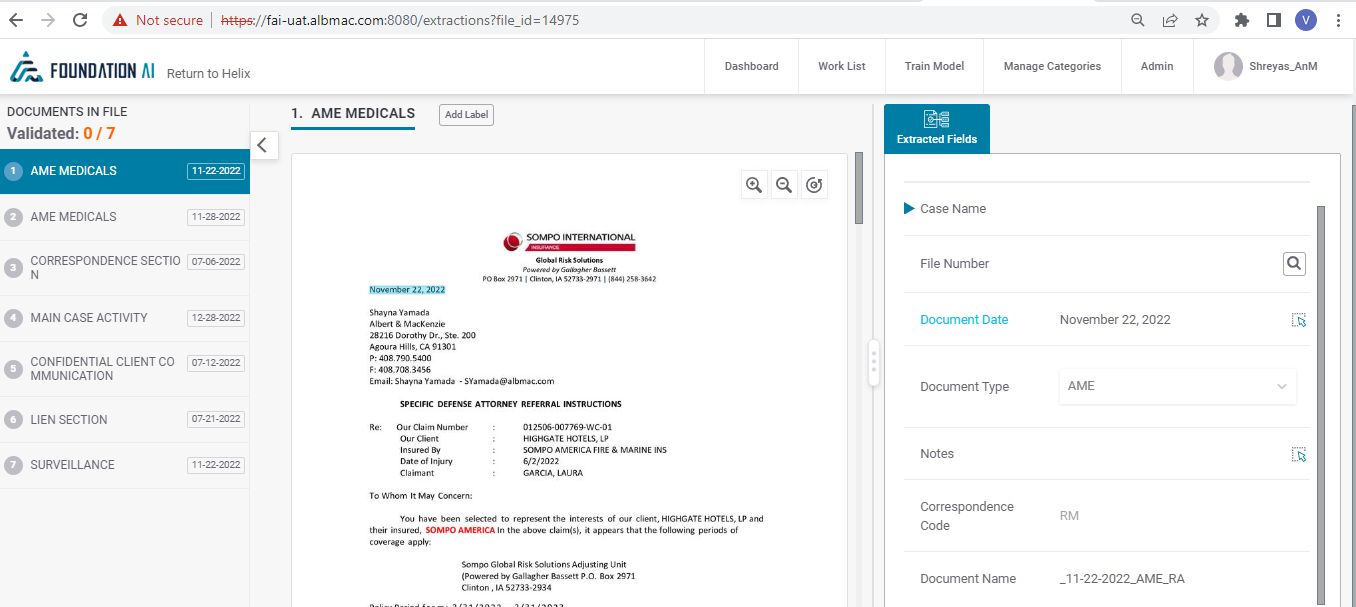 Not secure
https://fai-uat.albmac.com:8080/extractions?file_id=14975
V
FOUNDATION AI
Return to Helix
Dashboard
Work List
Train Model
Manage Categories
Admin
Shreyas_AnM
DOCUMENTS IN FILE
Validated: 0 / 7
1 AME MEDICALS 11-22-2022
2 AME MEDICALS 11-28-2022
3 CORRESPONDENCE SECTIO 07-06-2022
N
4 MAIN CASE ACTIVITY 12-28-2022
5 CONFIDENTIAL CLIENT CO 07-12-2022
MMUNICATION
6 LIEN SECTION 07-21-2022
7 SURVEILLANCE 11-22-2022
1. AME MEDICALS
Add Label
SOMPO INTERNATIONAL
INSURANCE
Global Risk Solutions
Powered by Gallagher Bassett
PO Box 2971 | Clinton, IA 52733-2971 | (844) 258-3642
November 22, 2022
Shayna Yamada
Albert & MacKenzie
28216 Dorothy Dr., Ste. 200
Agoura Hills, CA 91301
P: 408.790.5400
F: 408.708.3456
Email: Shayna Yamada - SYamada@albmac.com
SPECIFIC DEFENSE ATTORNEY REFERRAL INSTRUCTIONS
Re: Our Claim Number : 012506-007769-WC-01
Our Client : HIGHGATE HOTELS, LP
Insured By : SOMPO AMERICA FIRE & MARINE INS
Date of Injury : 6/2/2022
Claimant : GARCIA, LAURA
To Whom It May Concern:
You have been selected to represent the interests of our client, HIGHGATE HOTELS, LP and
their insured, SOMPO AMERICA In the above claim(s), it appears that the following periods of
coverage apply:
Sompo Global Risk Solutions Adjusting Unit
(Powered by Gallagher Bassett P.O. Box 2971
Clinton , IA 52733-2934
Extracted Fields
Case Name
File Number
Document Date November 22, 2022
Document Type AME
Notes
Correspondence
Code RM
Document Name _11-22-2022_AME_RA